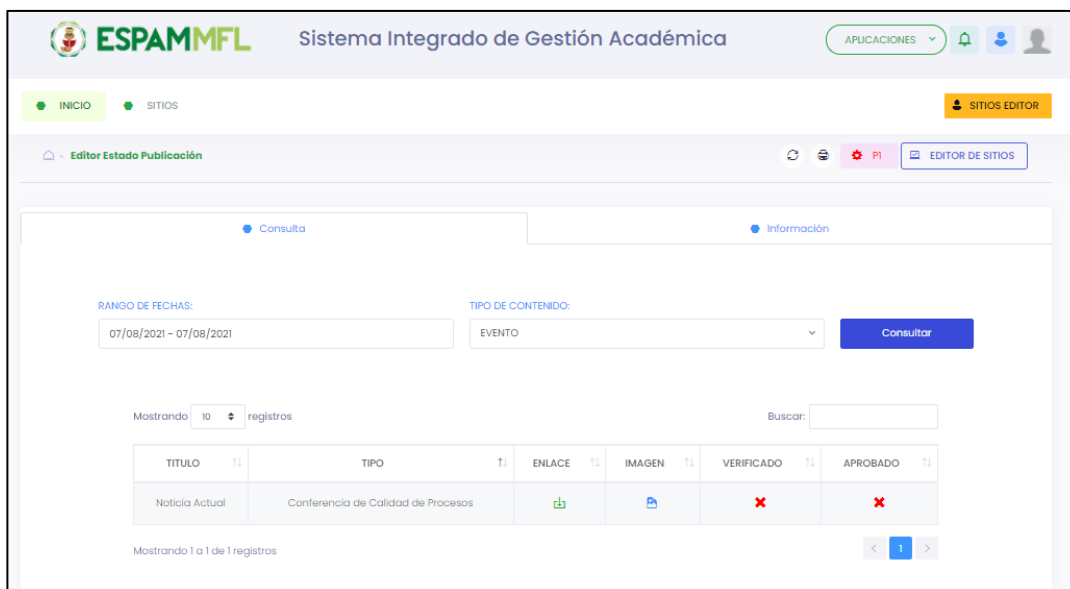 ESPAMMFL Sistema Integrado de Gestión Académica APLICACIONES
INICIO SITIOS SITIOS EDITOR
Editor Estado Publicación P1 EDITOR DE SITIOS
Consulta Información
RANGO DE FECHAS: TIPO DE CONTENIDO:
07/08/2021 - 07/08/2021 EVENTO Consultar
Mostrando 10 registros Buscar:
TITULO TIPO ENLACE IMAGEN VERIFICADO APROBADO
Noticia Actual Conferencia de Calidad de Procesos
Mostrando 1 a 1 de 1 registros < 1 >